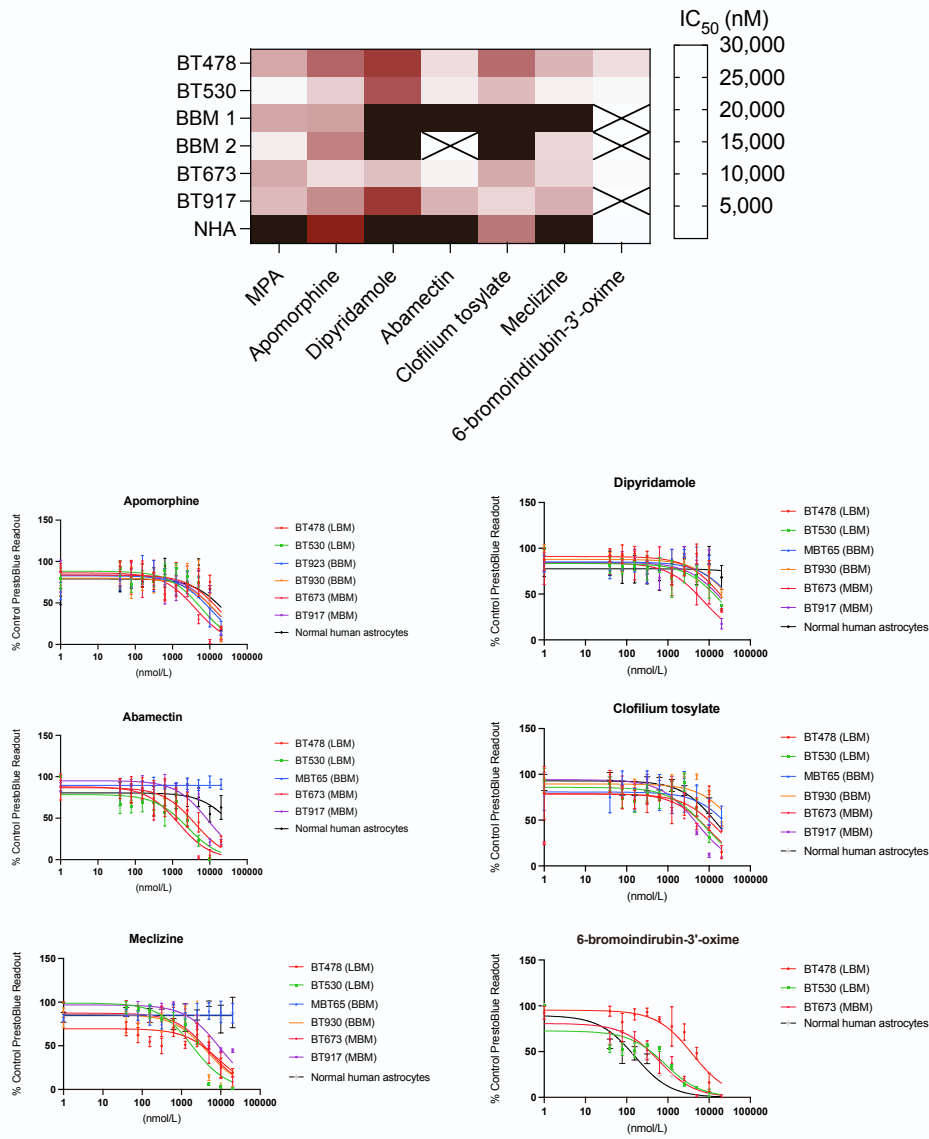 IC50 (nM)
30,000
25,000
20,000
15,000
10,000
5,000
BT478
BT530
BBM 1
BBM 2
BT673
BT917
NHA
MPA
Apomorphine
Dipyridamole
Abamectin
Clofilium tosylate
Meclizine
6-bromoindirubin-3'-oxime
Apomorphine
% Control PrestoBlue Readout
150
100
50
0
1 10 100 1000 10000 100000
(nmol/L)
BT478 (LBM)
BT530 (LBM)
BT923 (BBM)
BT930 (BBM)
BT673 (MBM)
BT917 (MBM)
Normal human astrocytes
Dipyridamole
% Control PrestoBlue Readout
150
100
50
0
1 10 100 1000 10000 100000
(nmol/L)
BT478 (LBM)
BT530 (LBM)
MBT65 (BBM)
BT930 (BBM)
BT673 (MBM)
BT917 (MBM)
Normal human astrocytes
Abamectin
% Control PrestoBlue Readout
150
100
50
0
1 10 100 1000 10000 100000
(nmol/L)
BT478 (LBM)
BT530 (LBM)
MBT65 (BBM)
BT673 (MBM)
BT917 (MBM)
Normal human astrocytes
Clofilium tosylate
% Control PrestoBlue Readout
150
100
50
0
1 10 100 1000 10000 100000
(nmol/L)
BT478 (LBM)
BT530 (LBM)
MBT65 (BBM)
BT930 (BBM)
BT673 (MBM)
BT917 (MBM)
Normal human astrocytes
Meclizine
% Control PrestoBlue Readout
150
100
50
0
1 10 100 1000 10000 100000
(nmol/L)
BT478 (LBM)
BT530 (LBM)
MBT65 (BBM)
BT930 (BBM)
BT673 (MBM)
BT917 (MBM)
Normal human astrocytes
6-bromoindirubin-3'-oxime
% Control PrestoBlue Readout
150
100
50
0
1 10 100 1000 10000 100000
(nmol/L)
BT478 (LBM)
BT530 (LBM)
BT673 (MBM)
Normal human astrocytes